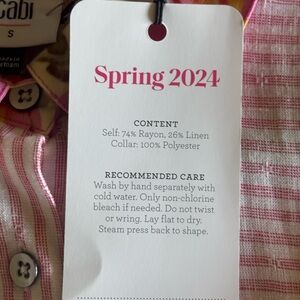 cabi
S
Spring 2024
CONTENT
Self: 74% Rayon, 26% Linen
Collar: 100% Polyester
RECOMMENDED CARE
Wash by hand separately with
cold water. Only non-chlorine
bleach if needed. Do not twist
or wring. Lay flat to dry.
Steam press back to shape.